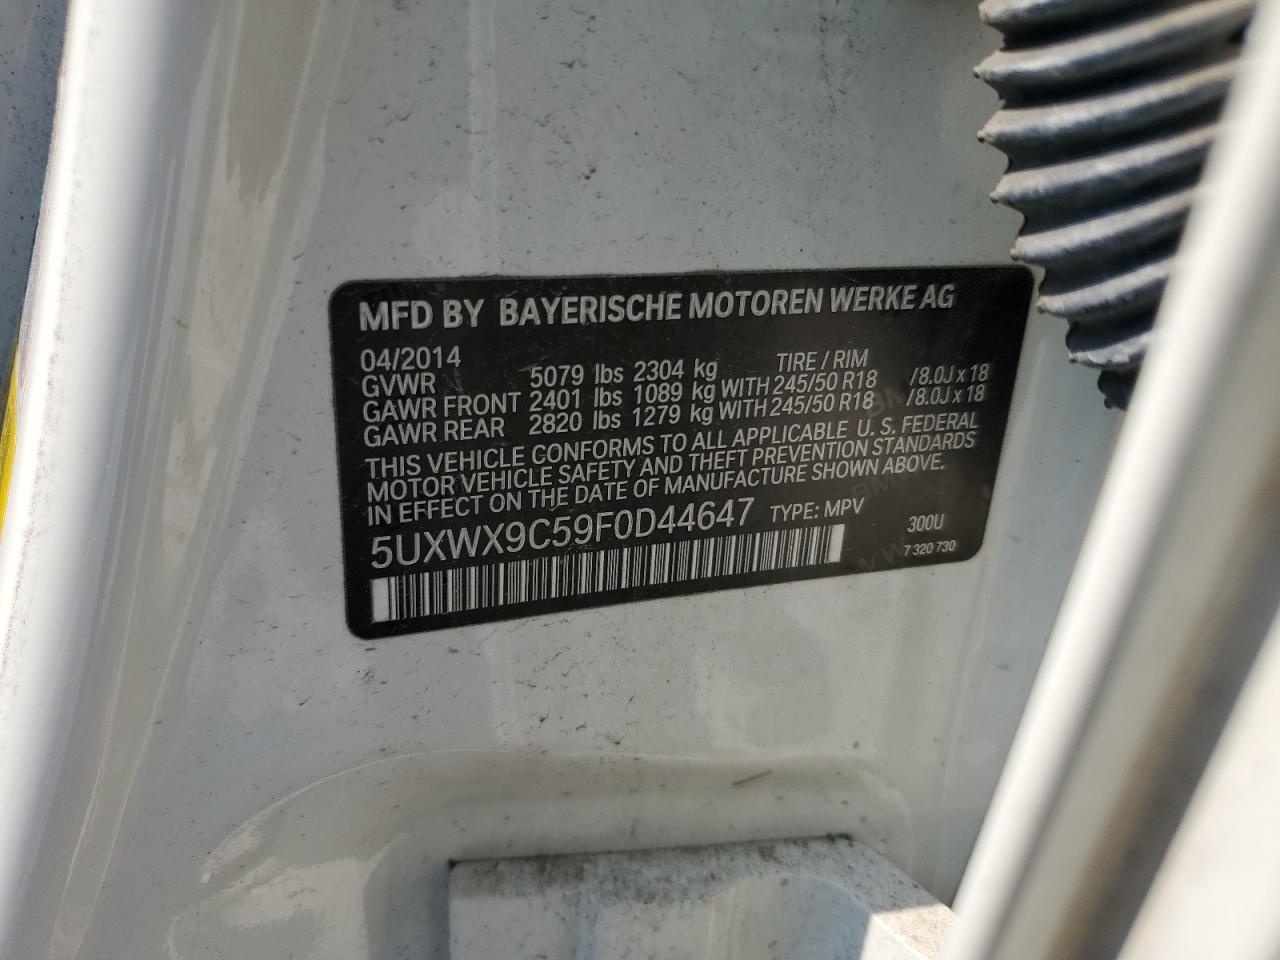 MFD BY BAYERISCHE MOTOREN WERKE AG
04/2014 TIRE / RIM
GVWR 5079 lbs 2304 kg
GAWR FRONT 2401 lbs 1089 kg WITH 245/50 R18 /8.0J x 18
GAWR REAR 2820 lbs 1279 kg WITH 245/50 R18 /8.0J x 18
THIS VEHICLE CONFORMS TO ALL APPLICABLE U.S. FEDERAL
MOTOR VEHICLE SAFETY AND THEFT PREVENTION STANDARDS
IN EFFECT ON THE DATE OF MANUFACTURE SHOWN ABOVE.
5UXWX9C59F0D44647 TYPE: MPV
300U
7 320 730